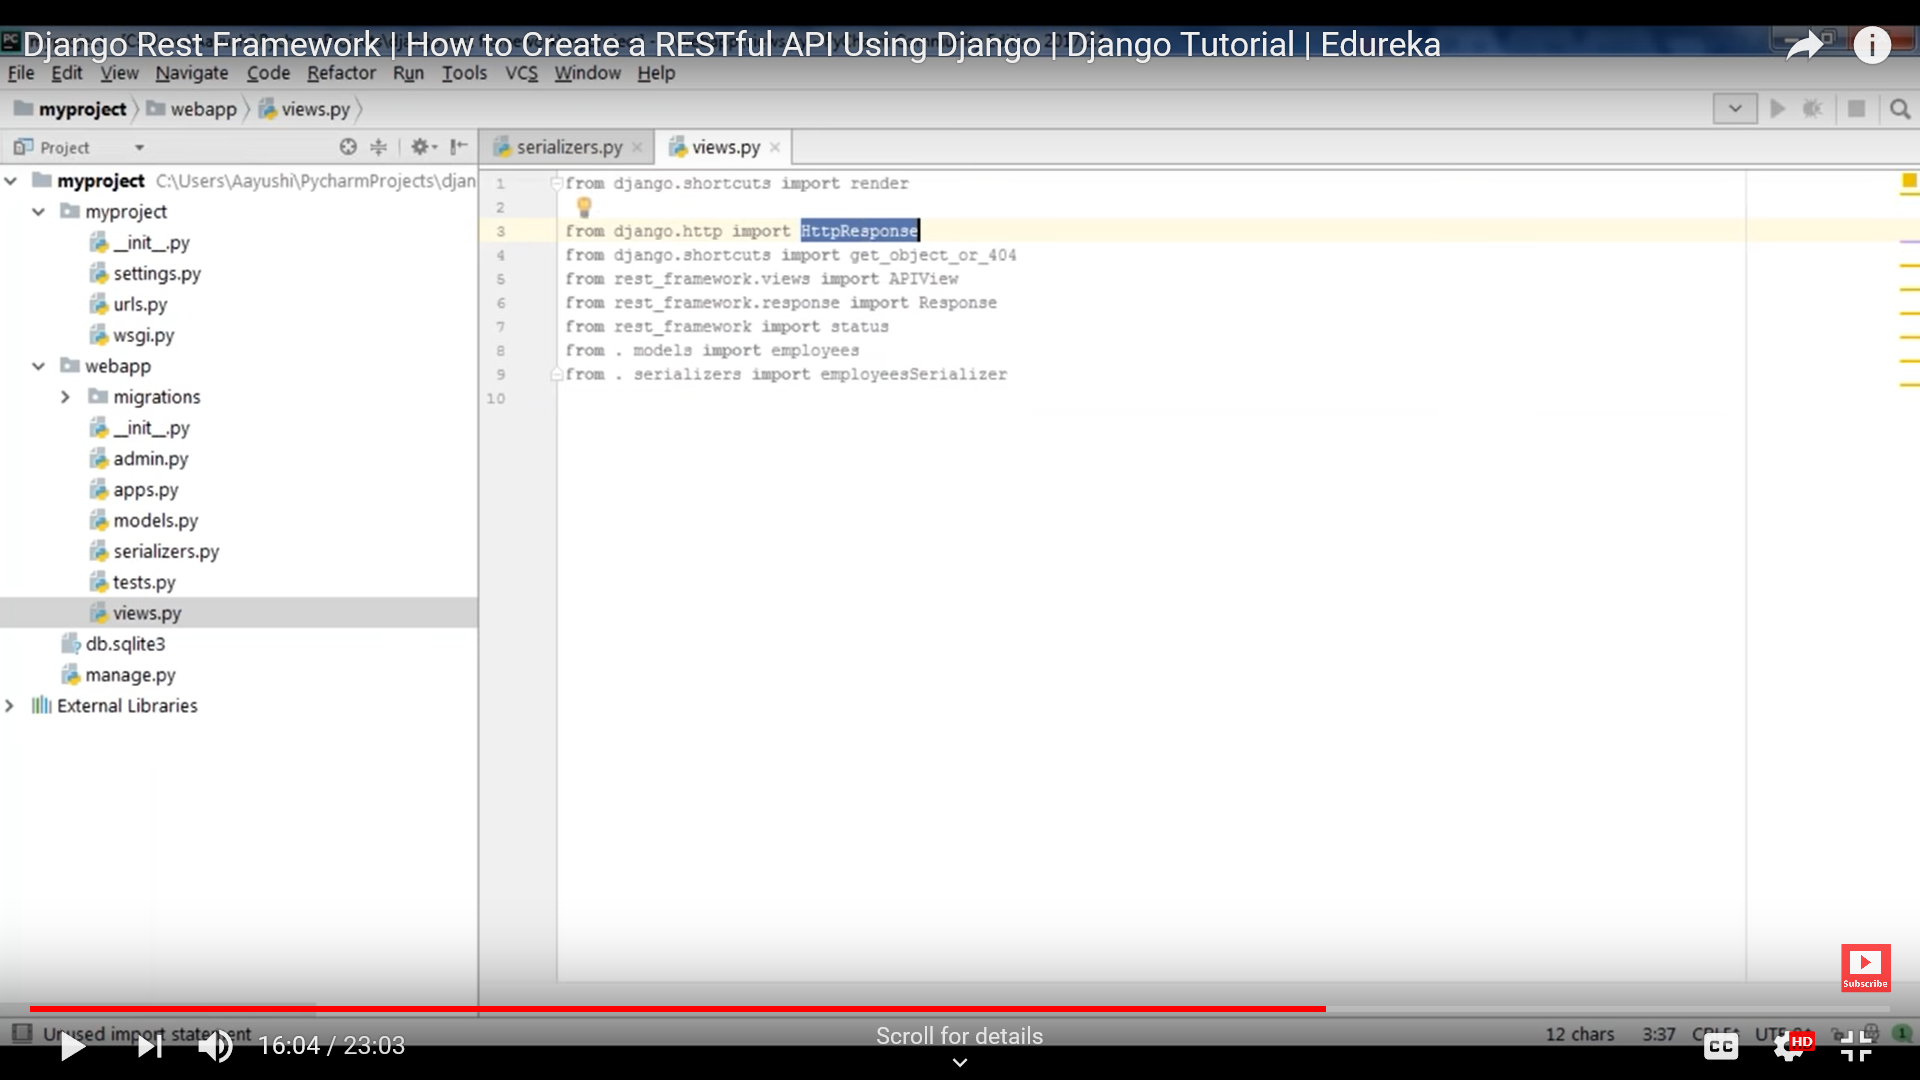 Django Rest Framework | How to Create a RESTful API Using Django | Django Tutorial | Edureka
File Edit View Navigate Code Refactor Run Tools VCS Window Help
myproject webapp views.py
Project
serializers.py
views.py
myproject C:\Users\Aayushi\PycharmProjects\djan
myproject
__init__.py
settings.py
urls.py
wsgi.py
webapp
migrations
__init__.py
admin.py
apps.py
models.py
serializers.py
tests.py
views.py
db.sqlite3
manage.py
External Libraries
1 from django.shortcuts import render
2
3 from django.http import HttpResponse
4 from django.shortcuts import get_object_or_404
5 from rest_framework.views import APIView
6 from rest_framework.response import Response
7 from rest_framework import status
8 from . models import employees
9 from . serializers import employeesSerializer
10
Subscribe
Unused import statement
12 chars 3:37
16:04 / 23:03
Scroll for details
CC
HD